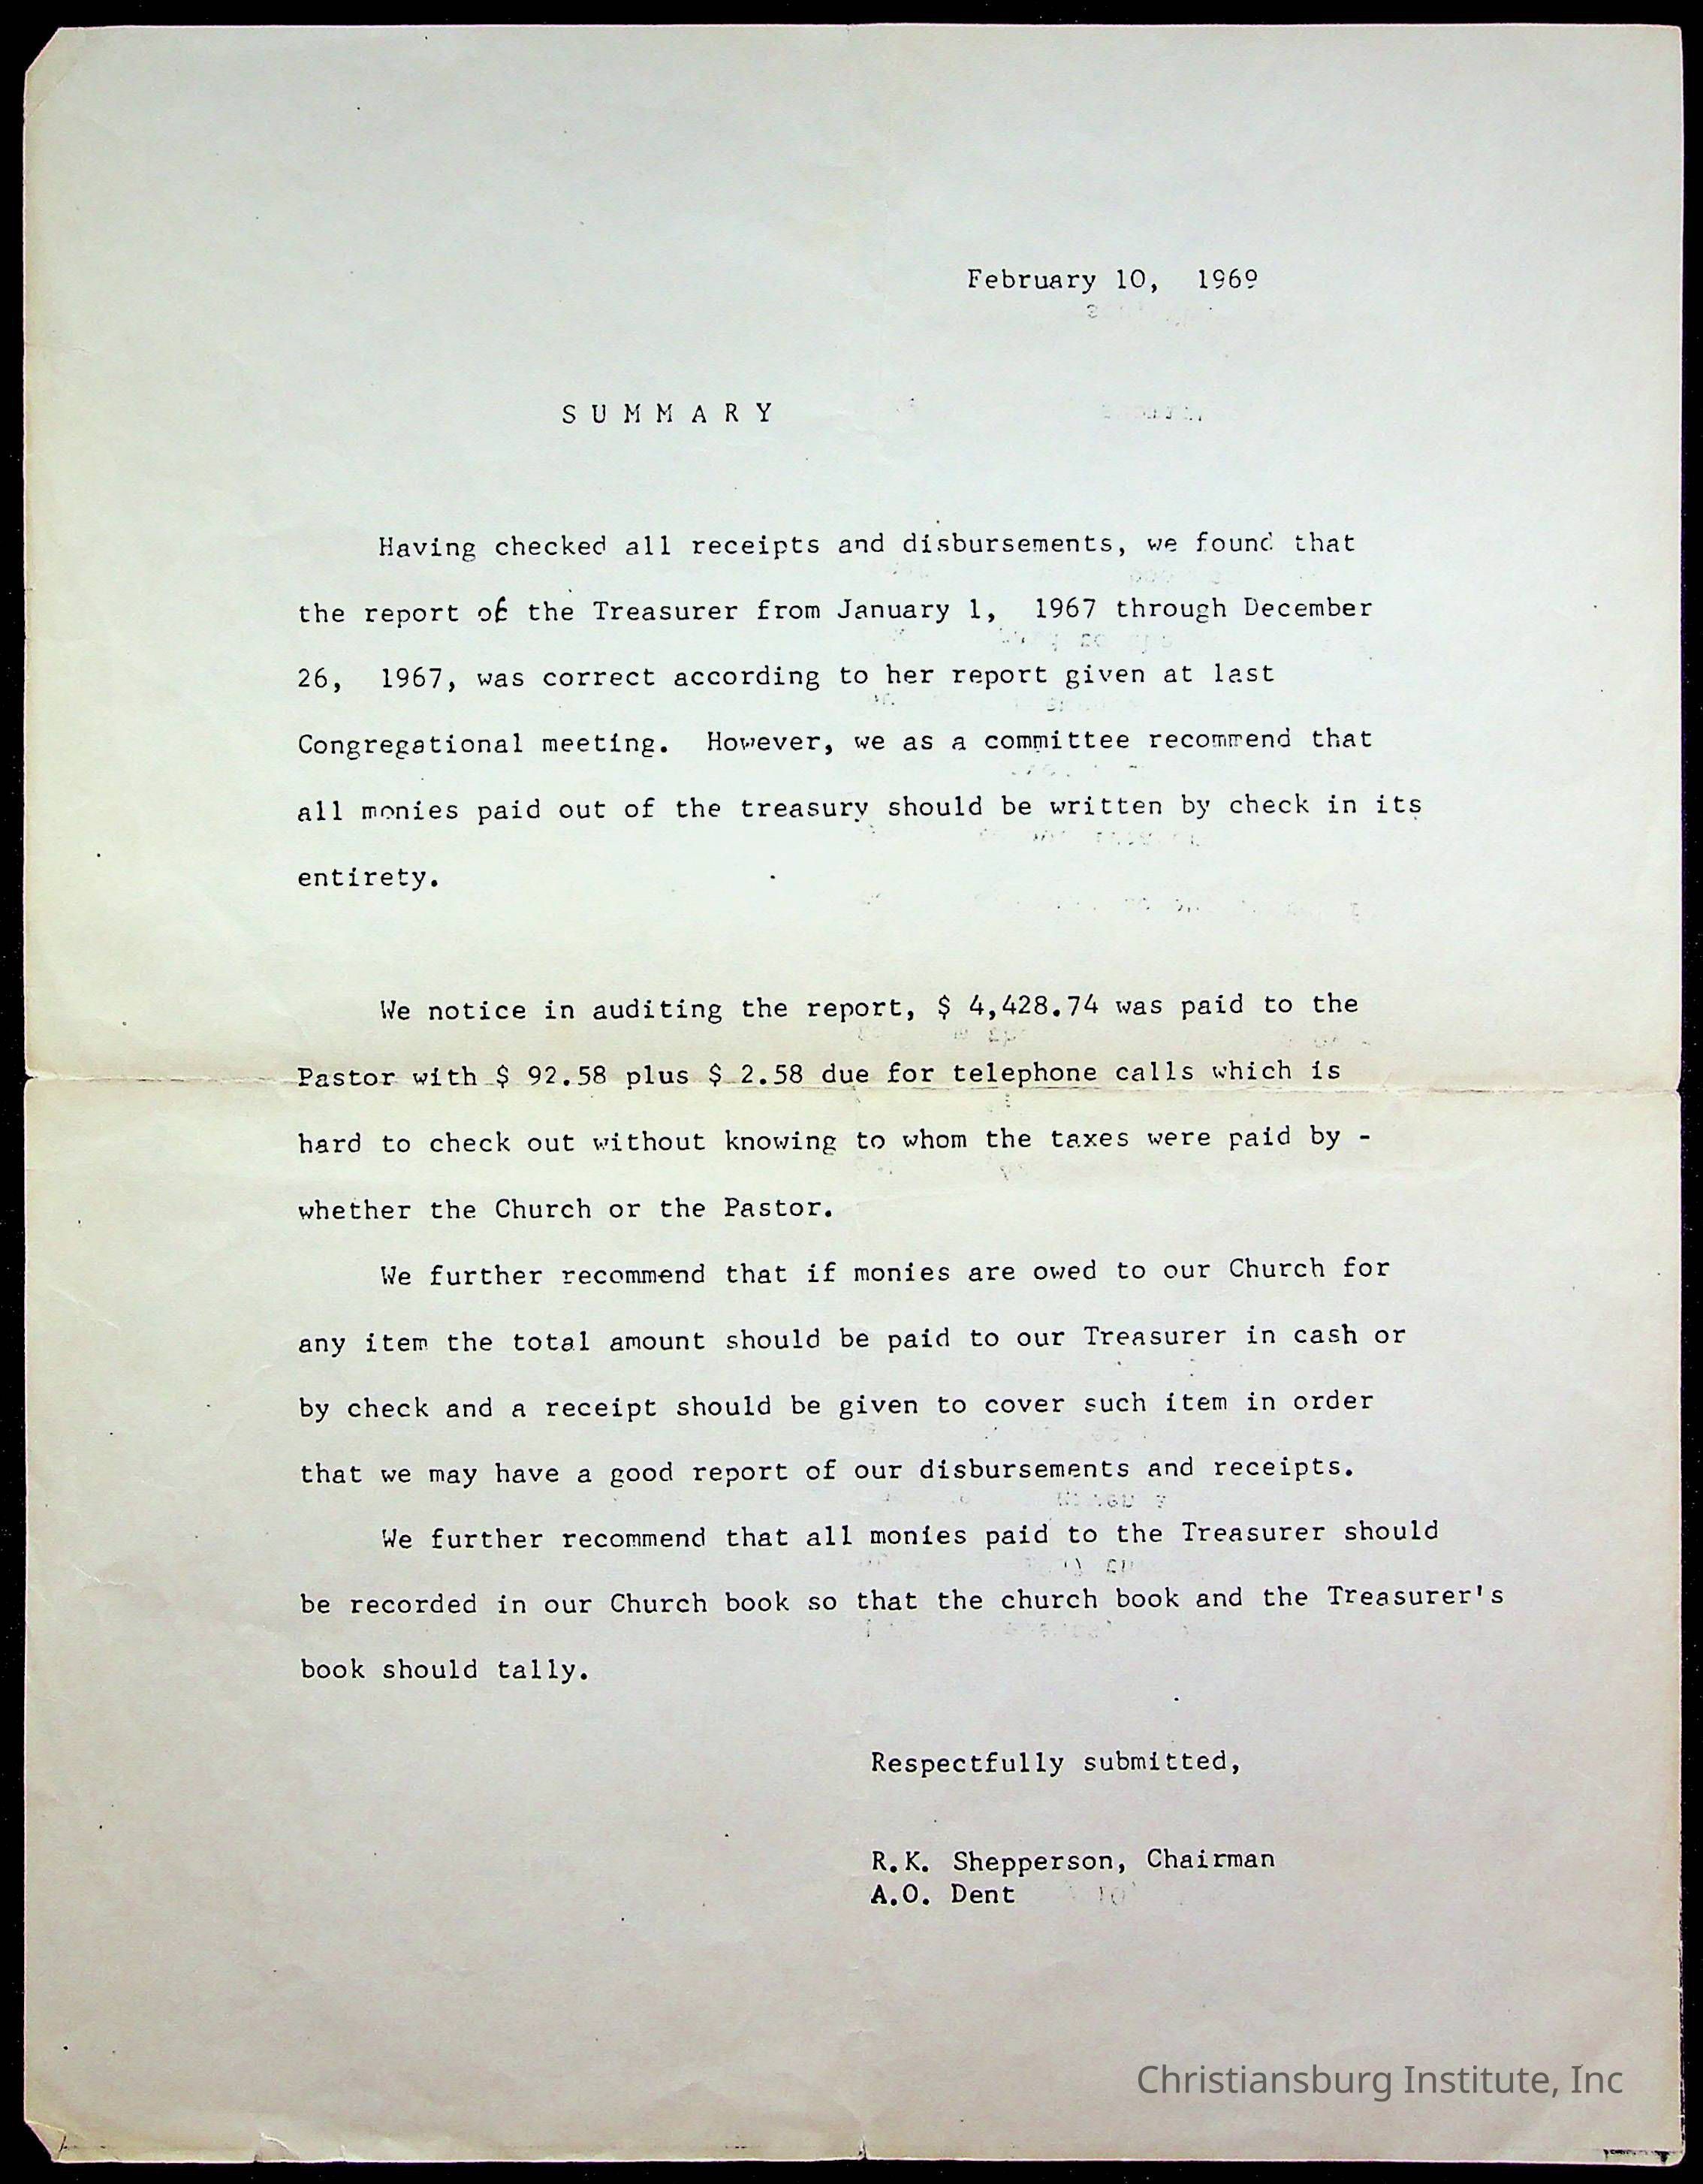 February 10, 1969
S U M M A R Y
Having checked all receipts and disbursements, we found that
the report of the Treasurer from January 1, 1967 through December
26, 1967, was correct according to her report given at last
Congregational meeting. However, we as a committee recommend that
all monies paid out of the treasury should be written by check in its
entirety.
We notice in auditing the report, $ 4,428.74 was paid to the
Pastor with $ 92.58 plus $ 2.58 due for telephone calls which is
hard to check out without knowing to whom the taxes were paid by -
whether the Church or the Pastor.
We further recommend that if monies are owed to our Church for
any item the total amount should be paid to our Treasurer in cash or
by check and a receipt should be given to cover such item in order
that we may have a good report of our disbursements and receipts.
We further recommend that all monies paid to the Treasurer should
be recorded in our Church book so that the church book and the Treasurer's
book should tally.
Respectfully submitted,
R.K. Shepperson, Chairman
A.O. Dent
Christiansburg Institute, Inc